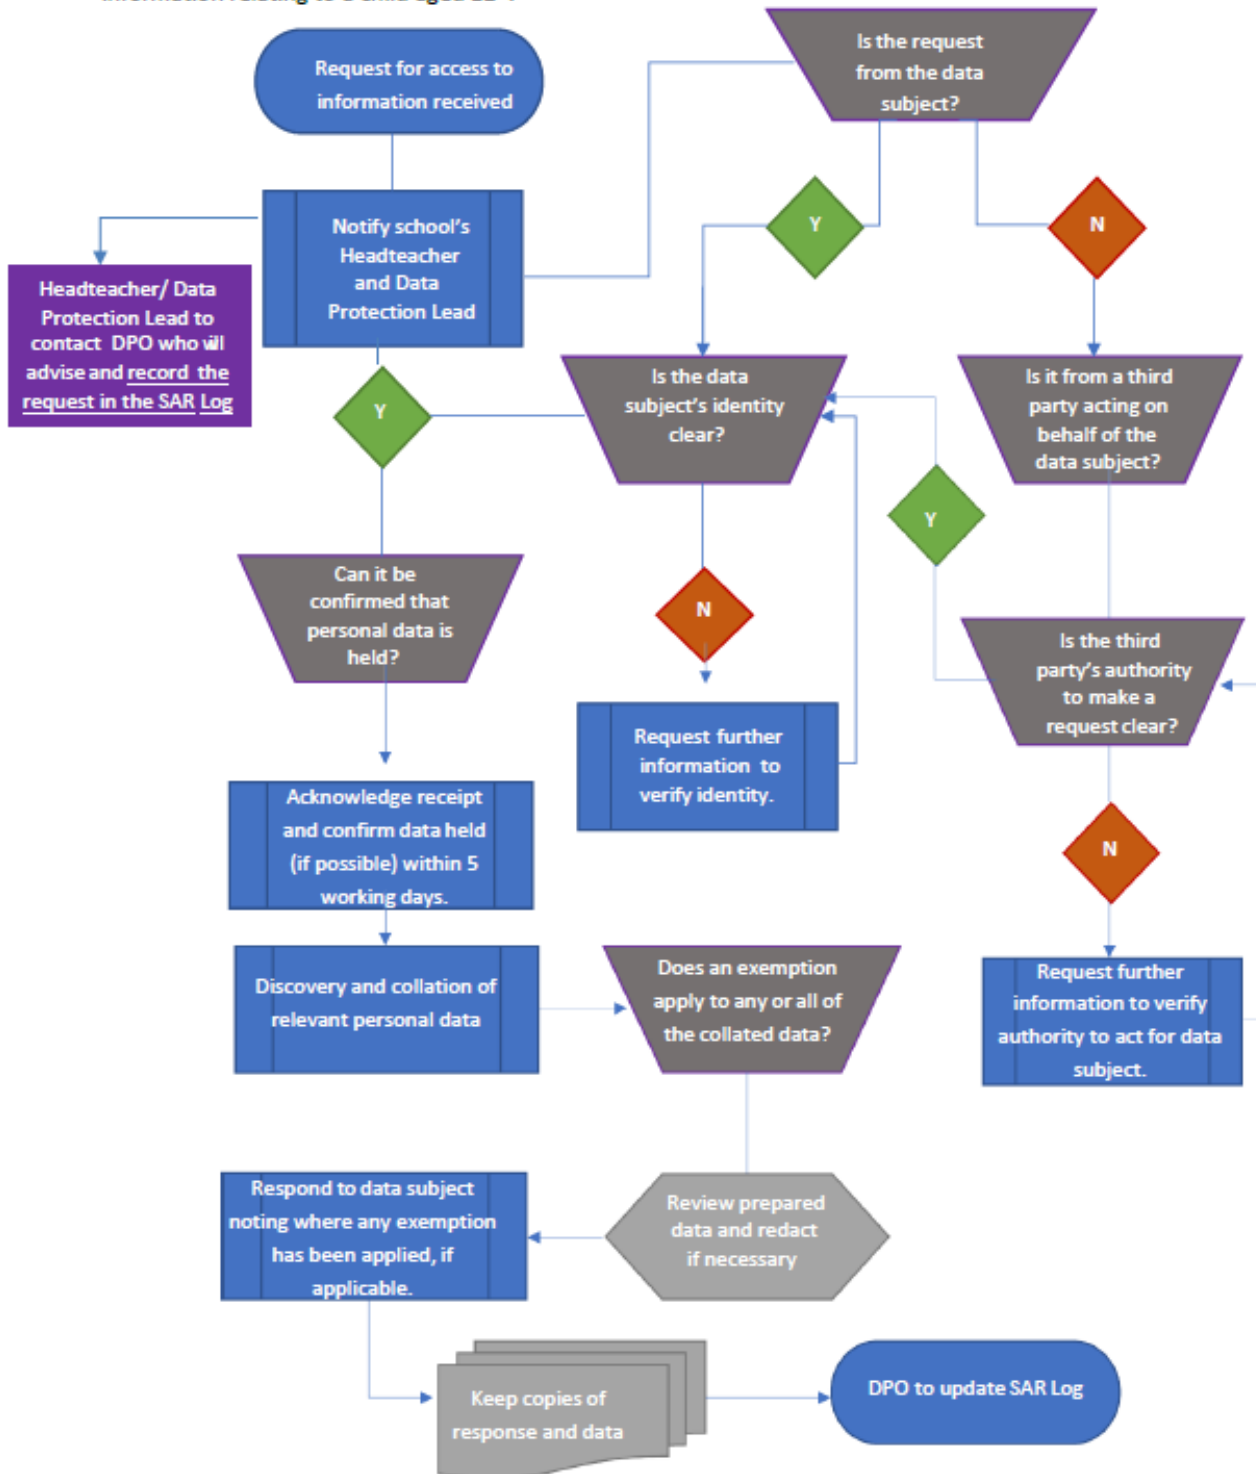 Request for access to
information received
Is the request
from the data
subject?
Notify school's
Headteacher
and Data
Protection Lead
Y
N
Headteacher/ Data
Protection Lead to
contact DPO who will
advise and record the
request in the SAR Log
Y
Is the data
subject's identity
clear?
Is it from a third
party acting on
behalf of the
data subject?
Y
Can it be
confirmed that
personal data is
held?
N
Is the third
party's authority
to make a
request clear?
Request further
information to
verify identity.
Acknowledge receipt
and confirm data held
(if possible) within 5
working days.
N
Discovery and collation of
relevant personal data
Does an exemption
apply to any or all of
the collated data?
Request further
information to verify
authority to act for data
subject.
Respond to data subject
noting where any exemption
has been applied, if
applicable.
Review prepared
data and redact
if necessary
Keep copies of
response and data
DPO to update SAR Log